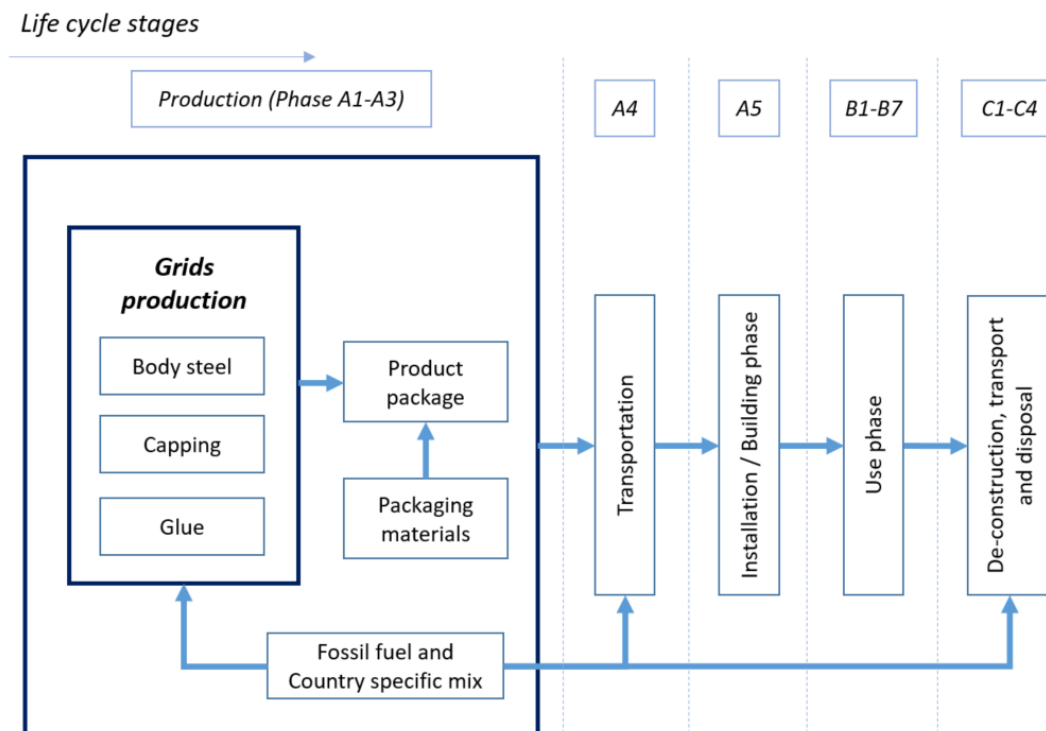 Life cycle stages
Production (Phase A1-A3)
A4
A5
B1-B7
C1-C4
Grids
production
Body steel
Capping
Glue
Product
package
Packaging
materials
Fossil fuel and
Country specific mix
Transportation
Installation / Building phase
Use phase
De-construction, transport
and disposal